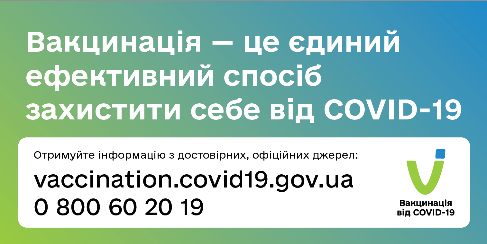 Вакцинація — це єдиний
ефективний спосіб
захистити себе від COVID-19
Отримуйте інформацію з достовірних, офіційних джерел:
vaccination.covid19.gov.ua
0 800 60 20 19
Вакцинація
від COVID-19